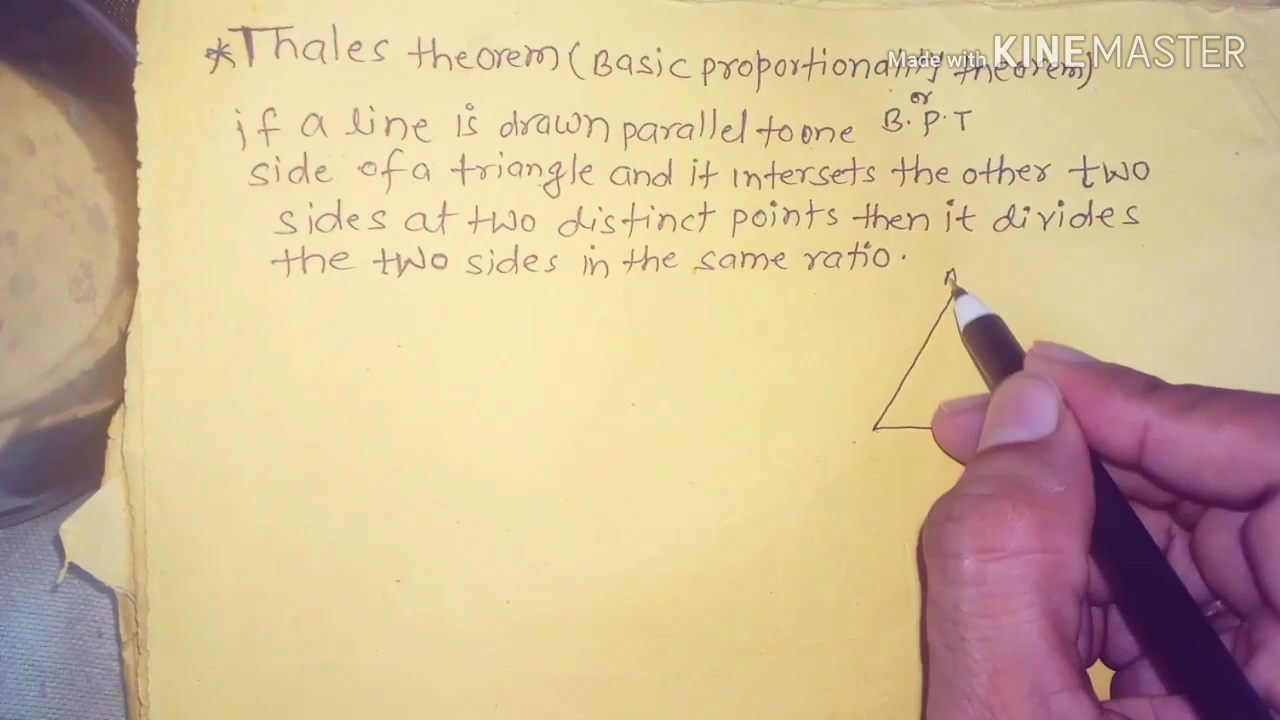 *Thales theorem (Basic proportionality theorem)
Made with KINEMASTER
or
if a line is drawn parallel to one B.P.T
side of a triangle and it intersets the other two
sides at two distinct points then it divides
the two sides in the same ratio.
A